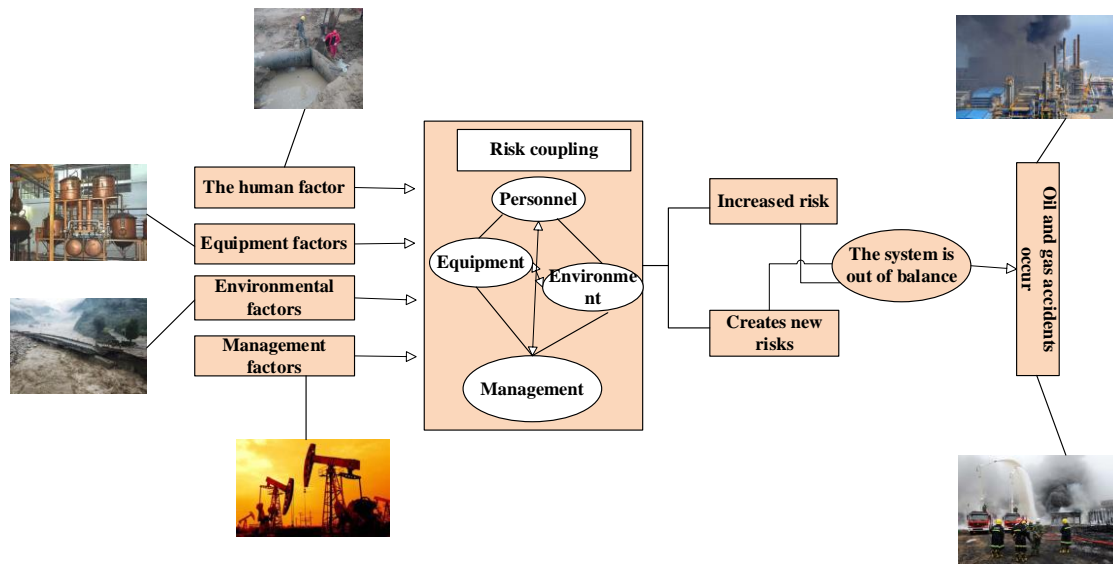 The human factor
Equipment factors
Environmental
factors
Management
factors
Risk coupling
Personnel
Equipment
Environme
nt
Management
Increased risk
Creates new
risks
The system is
out of balance
Oil and gas accidents
occur